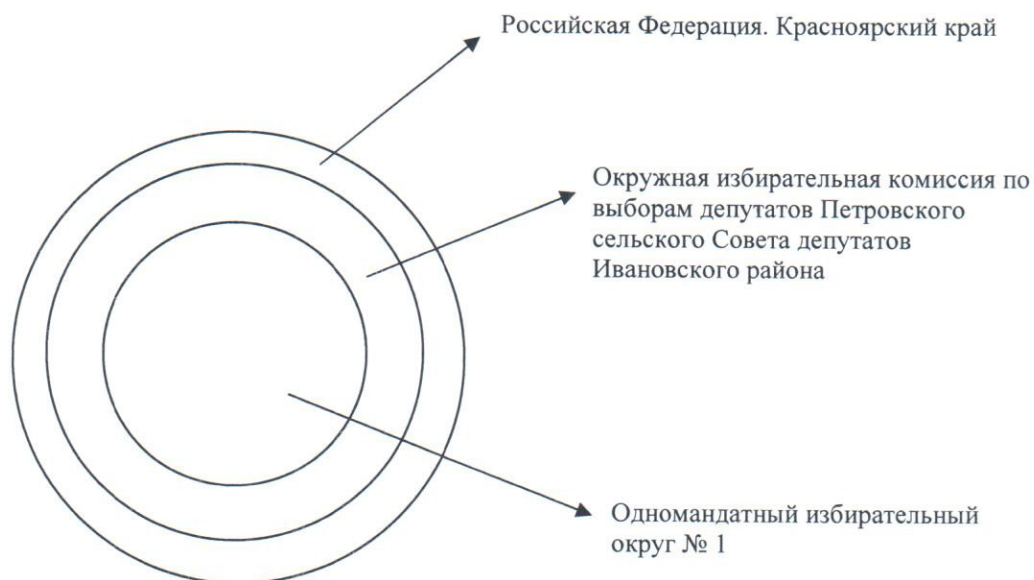 Российская Федерация. Красноярский край
Окружная избирательная комиссия по
выборам депутатов Петровского
сельского Совета депутатов
Ивановского района
Одномандатный избирательный
округ № 1